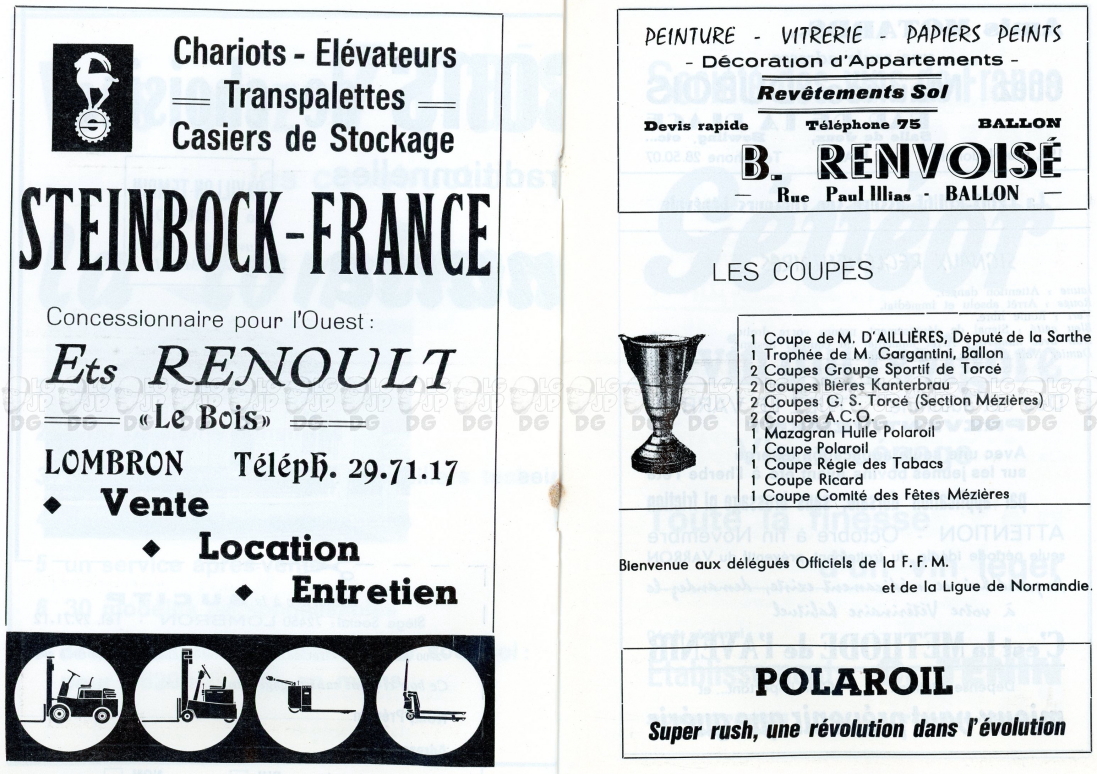 Chariots - Elévateurs
Transpalettes
Casiers de Stockage
STEINBOCK-FRANCE
Concessionnaire pour l'Ouest :
Ets RENOULT
«Le Bois»
LOMBRON Téléph. 29.71.17
◆ Vente
◆ Location
◆ Entretien
PEINTURE - VITRERIE - PAPIERS PEINTS
- Décoration d'Appartements -
Revêtements Sol
Devis rapide Téléphone 75 BALLON
B. RENVOISÉ
— Rue Paul Illias - BALLON —
LES COUPES
1 Coupe de M. D'AILLIÈRES, Député de la Sarthe
1 Trophée de M. Gargantini, Ballon
2 Coupes Groupe Sportif de Torcé
2 Coupes Bières Kanterbrau
2 Coupes G. S. Torcé (Section Mézières)
2 Coupes A.C.O.
1 Mazagran Huile Polaroil
1 Coupe Polaroil
1 Coupe Régie des Tabacs
1 Coupe Ricard
1 Coupe Comité des Fêtes Mézières
Bienvenue aux délégués Officiels de la F. F. M.
et de la Ligue de Normandie.
POLAROIL
Super rush, une révolution dans l'évolution